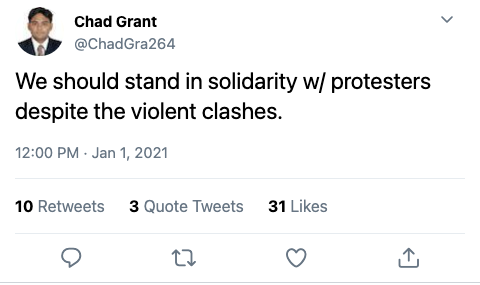 Chad Grant
@ChadGra264
We should stand in solidarity w/ protesters
despite the violent clashes.
12:00 PM · Jan 1, 2021
10 Retweets 3 Quote Tweets 31 Likes